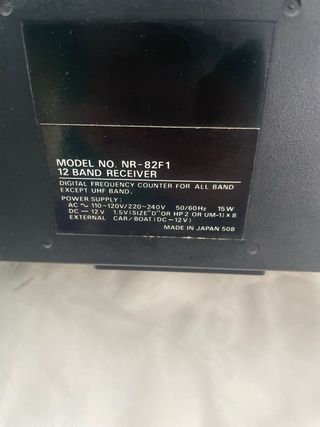 MODEL NO. NR-82F1
12 BAND RECEIVER
DIGITAL FREQUENCY COUNTER FOR ALL BAND
EXCEPT UHF BAND.
POWER SUPPLY:
AC ~ 110-120V/220-240V 50/60Hz 15W
DC — 12V 1.5V(SIZE"D"OR HP2 OR UM-1)×8
EXTERNAL CAR/BOAT (DC-12V)
MADE IN JAPAN 508